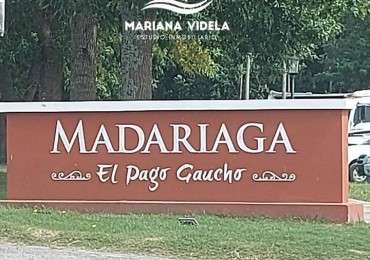 MARIANA VIDELA
ESTUDIO INMOBILIARIO
MADARIAGA
El Pago Gaucho